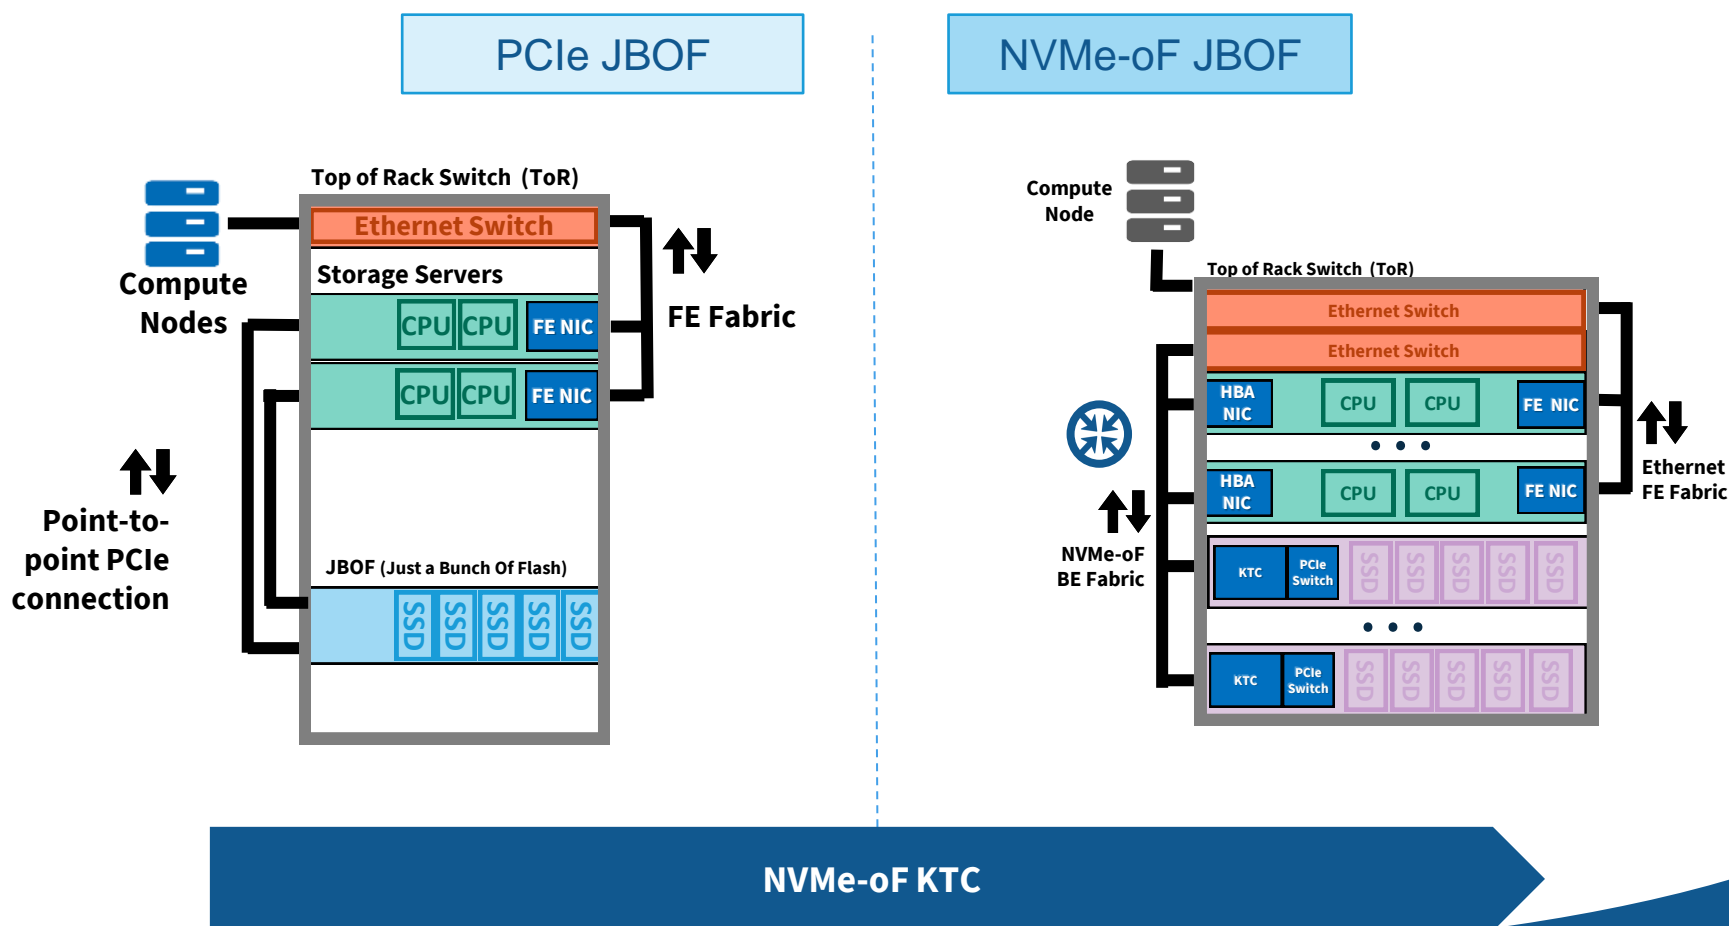 PCIe JBOF
Top of Rack Switch (ToR)
Ethernet Switch
Compute
Nodes
Storage Servers
CPU CPU FE NIC
CPU CPU FE NIC
FE Fabric
Point-to-
point PCIe
connection
JBOF (Just a Bunch Of Flash)
SSD SSD SSD SSD SSD
NVMe-oF JBOF
Compute
Node
Top of Rack Switch (ToR)
Ethernet Switch
Ethernet Switch
HBA
NIC
CPU CPU FE NIC
• • •
HBA
NIC
CPU CPU FE NIC
Ethernet
FE Fabric
NVMe-oF
BE Fabric
KTC
PCIe
Switch
SSD SSD SSD SSD SSD
• • •
KTC
PCIe
Switch
SSD SSD SSD SSD SSD
NVMe-oF KTC